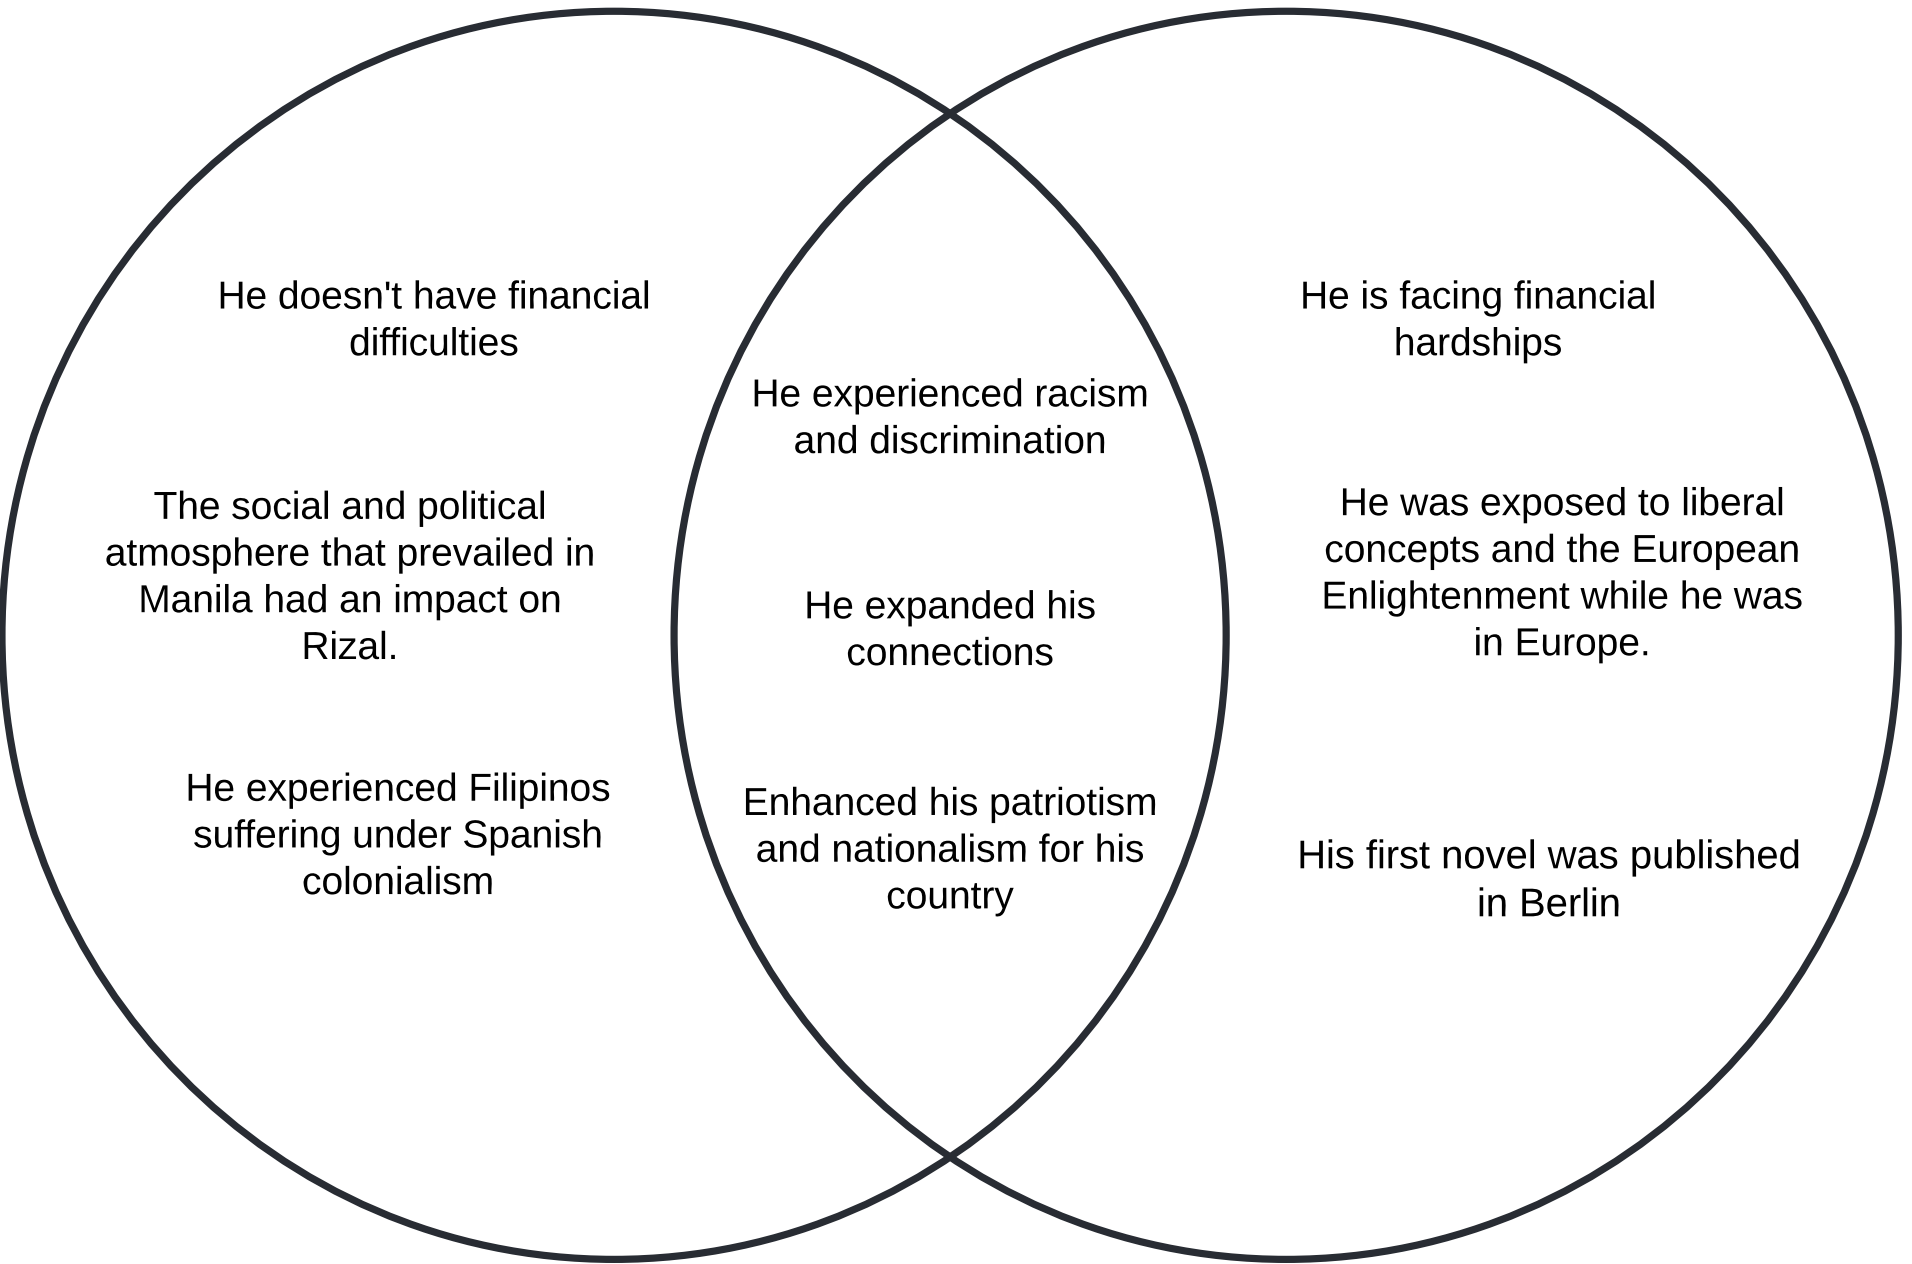 He doesn't have financial
difficulties
The social and political
atmosphere that prevailed in
Manila had an impact on
Rizal.
He experienced Filipinos
suffering under Spanish
colonialism
He experienced racism
and discrimination
He expanded his
connections
Enhanced his patriotism
and nationalism for his
country
He is facing financial
hardships
He was exposed to liberal
concepts and the European
Enlightenment while he was
in Europe.
His first novel was published
in Berlin